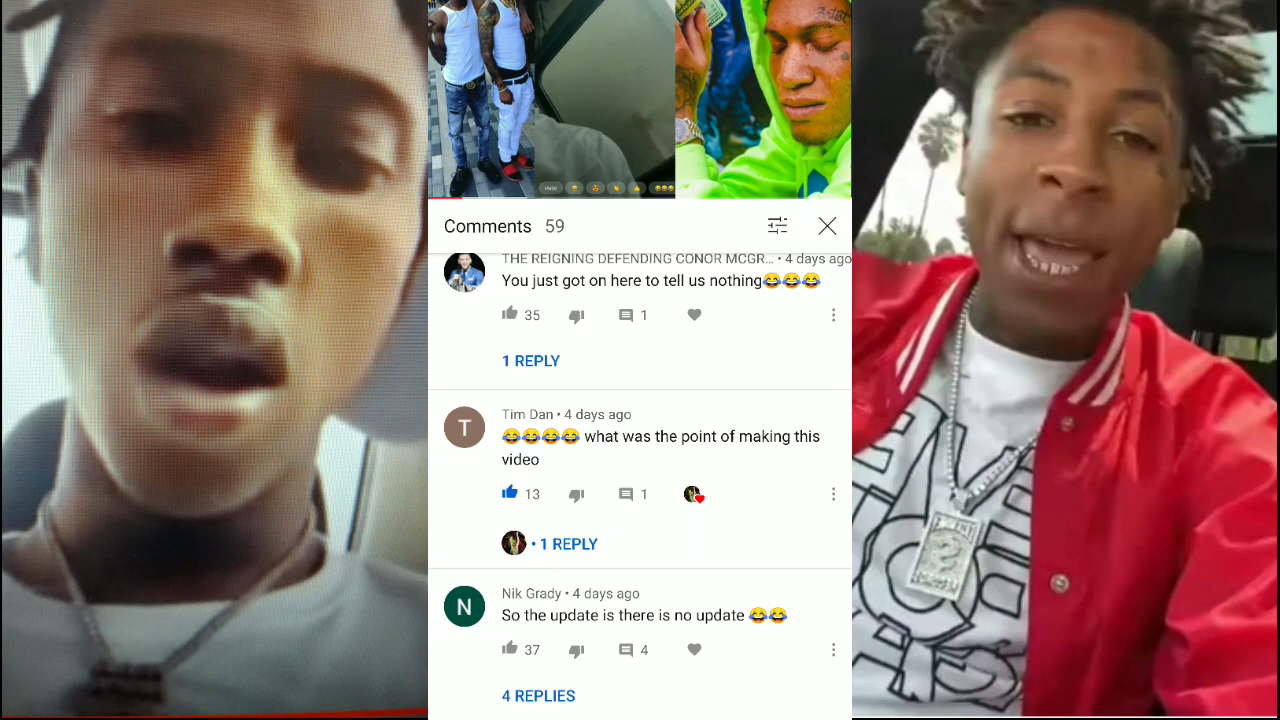 Artist
Hello
Comments 59
THE REIGNING DEFENDING CONOR MCGR... • 4 days ago
You just got on here to tell us nothing😂😂😂
35
1
1 REPLY
T
Tim Dan • 4 days ago
😂😂😂😂 what was the point of making this
video
13
1
• 1 REPLY
N
Nik Grady • 4 days ago
So the update is there is no update 😂😂
37
4
4 REPLIES